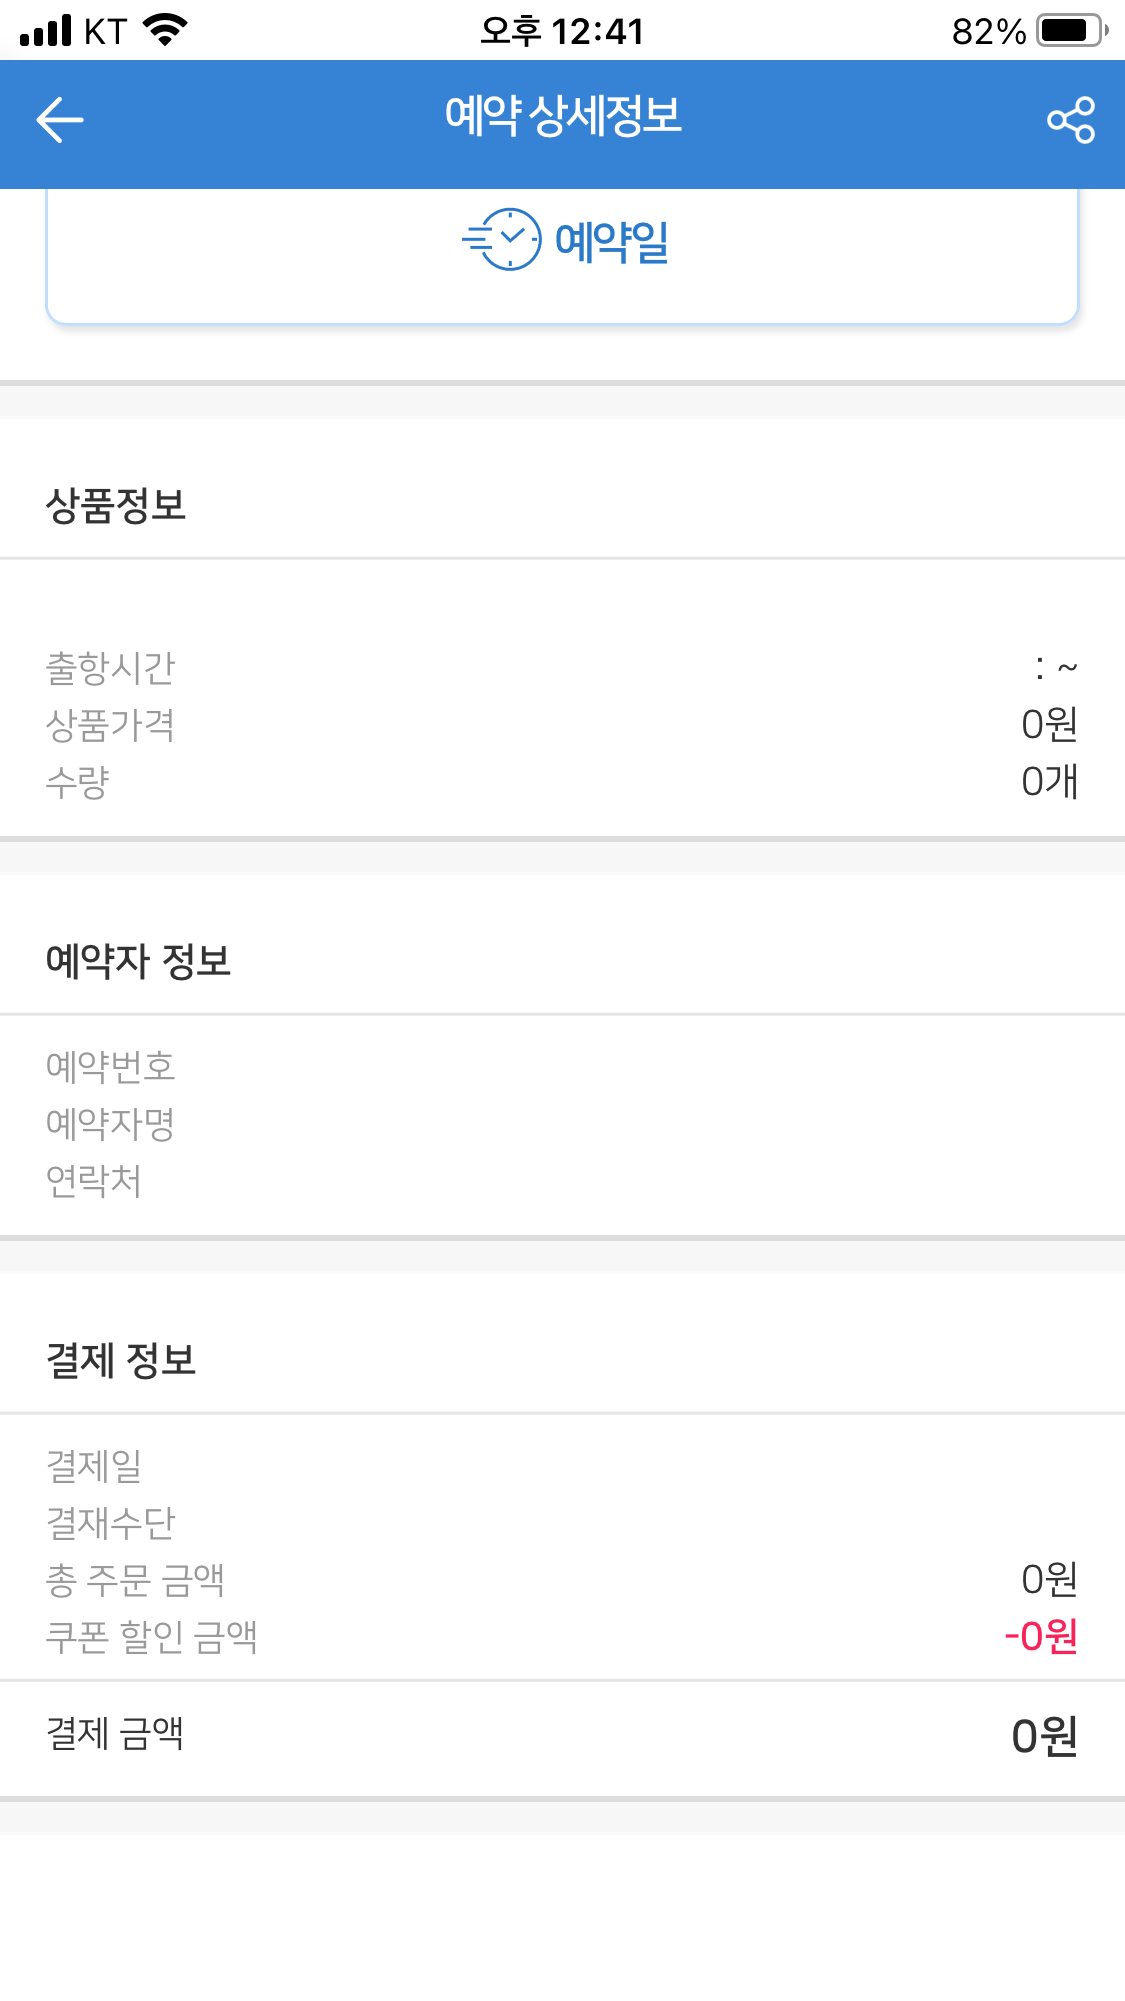 KT 오후 12:41 82%
예약 상세정보
예약일
상품정보
출항시간 : ~
상품가격 0원
수량 0개
예약자 정보
예약번호
예약자명
연락처
결제 정보
결제일
결재수단
총 주문 금액 0원
쿠폰 할인 금액 -0원
결제 금액 0원